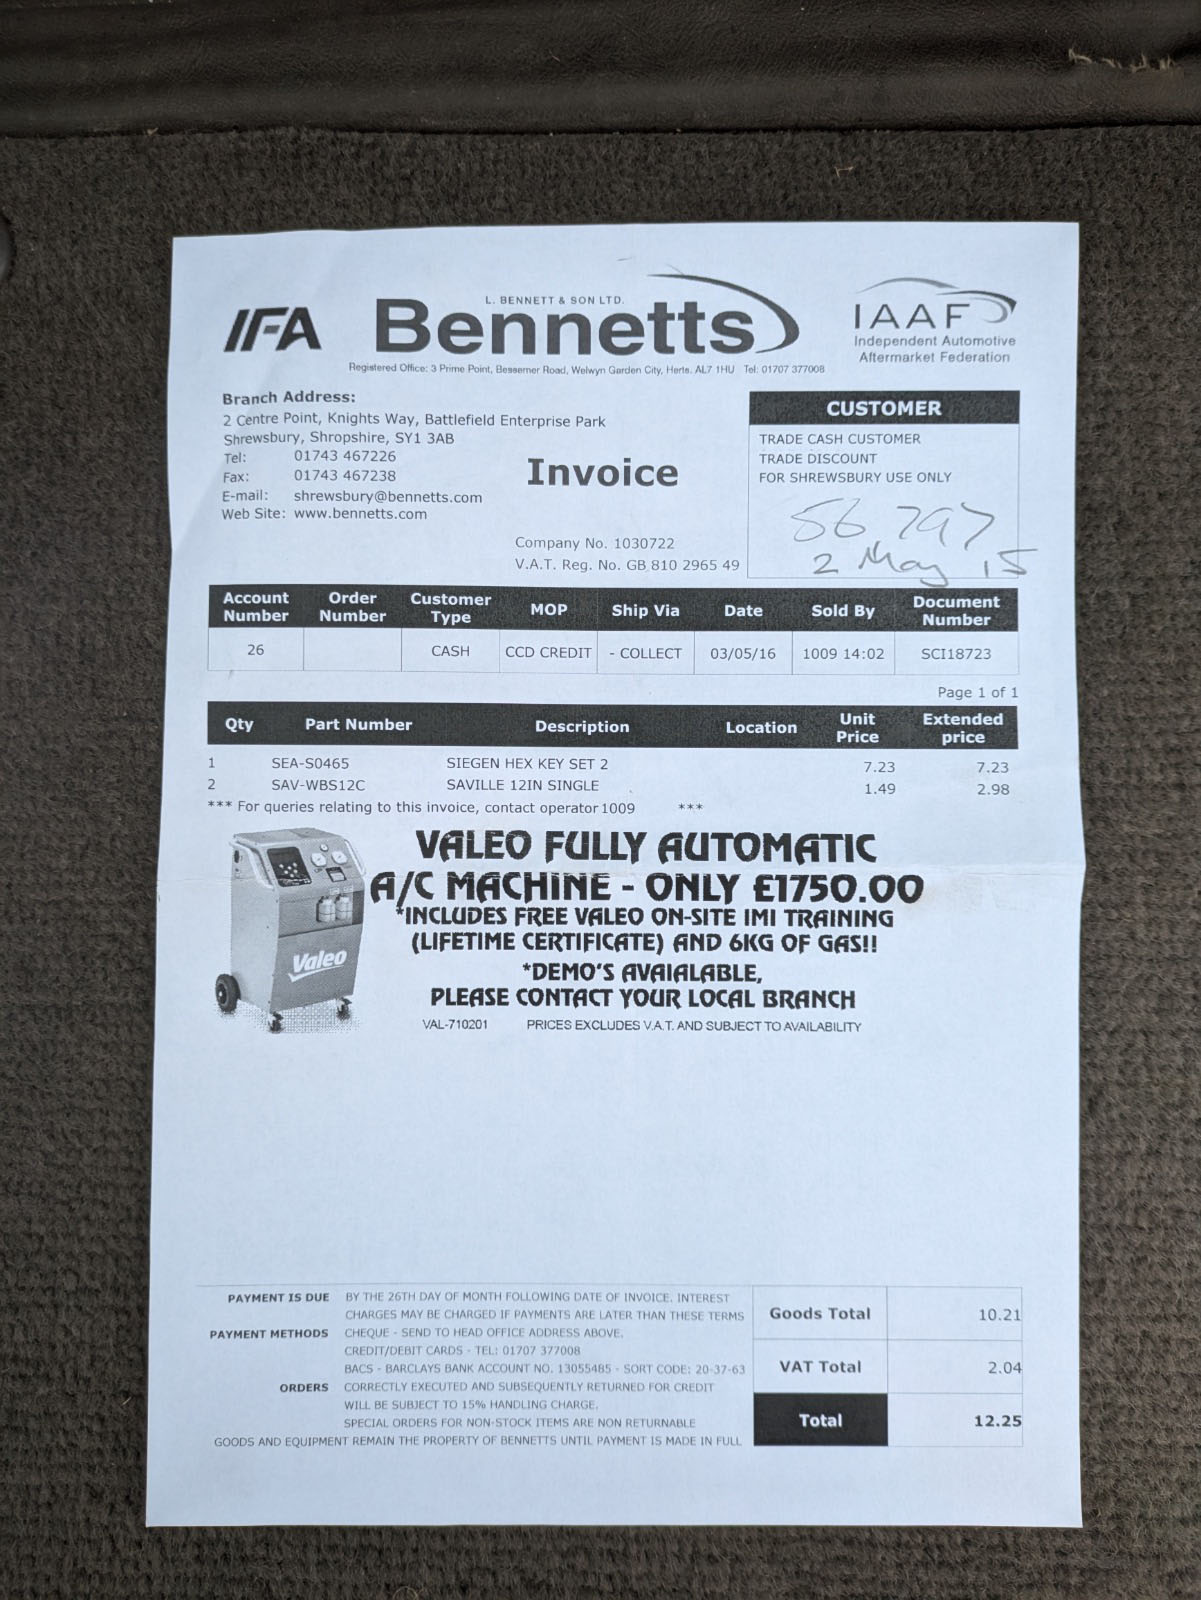 IFA
L. BENNETT & SON LTD.
Bennetts
IAAF
Independent Automotive
Aftermarket Federation
Registered Office: 3 Prime Point, Bessemer Road, Welwyn Garden City, Herts. AL7 1HU Tel: 01707 377008
Branch Address:
2 Centre Point, Knights Way, Battlefield Enterprise Park
Shrewsbury, Shropshire, SY1 3AB
Tel: 01743 467226
Fax: 01743 467238
E-mail: shrewsbury@bennetts.com
Web Site: www.bennetts.com
Invoice
Company No. 1030722
V.A.T. Reg. No. GB 810 2965 49
CUSTOMER
TRADE CASH CUSTOMER
TRADE DISCOUNT
FOR SHREWSBURY USE ONLY
56,797
2 May 15
Account Number Order Number Customer Type MOP Ship Via Date Sold By Document Number
26 CASH CCD CREDIT - COLLECT 03/05/16 1009 14:02 SCI18723
Page 1 of 1
Qty Part Number Description Location Unit Price Extended price
1 SEA-S0465 SIEGEN HEX KEY SET 2 7.23 7.23
2 SAV-WBS12C SAVILLE 12IN SINGLE 1.49 2.98
*** For queries relating to this invoice, contact operator 1009 ***
VALEO FULLY AUTOMATIC
A/C MACHINE - ONLY £1750.00
*INCLUDES FREE VALEO ON-SITE IMI TRAINING
(LIFETIME CERTIFICATE) AND 6KG OF GAS!!
*DEMO'S AVAIALABLE,
PLEASE CONTACT YOUR LOCAL BRANCH
VAL-710201 PRICES EXCLUDES V.A.T. AND SUBJECT TO AVAILABILITY
Valeo
PAYMENT IS DUE BY THE 26TH DAY OF MONTH FOLLOWING DATE OF INVOICE. INTEREST
CHARGES MAY BE CHARGED IF PAYMENTS ARE LATER THAN THESE TERMS
PAYMENT METHODS CHEQUE - SEND TO HEAD OFFICE ADDRESS ABOVE.
CREDIT/DEBIT CARDS - TEL: 01707 377008
BACS - BARCLAYS BANK ACCOUNT NO. 13055485 - SORT CODE: 20-37-63
ORDERS CORRECTLY EXECUTED AND SUBSEQUENTLY RETURNED FOR CREDIT
WILL BE SUBJECT TO 15% HANDLING CHARGE.
SPECIAL ORDERS FOR NON-STOCK ITEMS ARE NON RETURNABLE
GOODS AND EQUIPMENT REMAIN THE PROPERTY OF BENNETTS UNTIL PAYMENT IS MADE IN FULL
Goods Total 10.21
VAT Total 2.04
Total 12.25